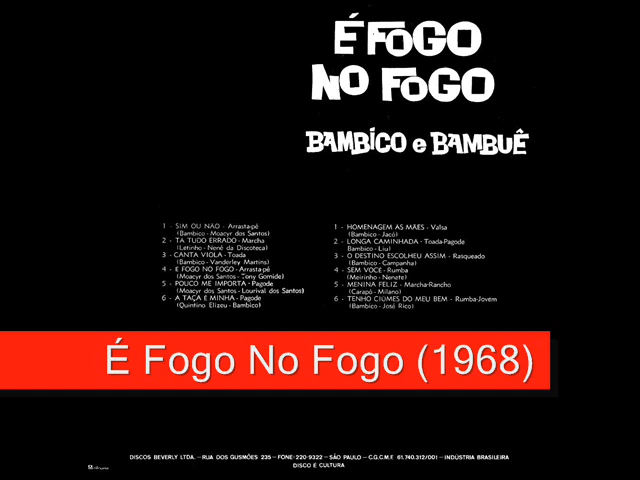 É FOGO
NO FOGO
BAMBICO e BAMBUÊ
1 - SIM OU NÃO - Arrasta-pé
(Bambico - Moacyr dos Santos)
2 - TA TUDO ERRADO - Marcha
(Letinho - Nenê da Discoteca)
3 - CANTA VIOLA - Toada
(Bambico - Vanderley Martins)
4 - É FOGO NO FOGO - Arrasta-pé
(Moacyr dos Santos - Tony Gomide)
5 - POUCO ME IMPORTA - Pagode
(Moacyr dos Santos - Lourival dos Santos)
6 - A TAÇA É MINHA - Pagode
(Quintino Elizeu - Bambico)
1 - HOMENAGEM AS MÃES - Valsa
(Bambico - Jacó)
2 - LONGA CAMINHADA - Toada-Pagode
Bambico - Liu)
3 - O DESTINO ESCOLHEU ASSIM - Rasqueado
(Bambico - Campanha)
4 - SEM VOCE - Rumba
(Meirinho - Nenete)
5 - MENINA FELIZ - Marcha-Rancho
(Carapó - Milano)
6 - TENHO CIUMES DO MEU BEM - Rumba-Jovem
(Bambico - José Rico)
É Fogo No Fogo (1968)
DISCOS BEVERLY LTDA. - RUA DOS GUSMÕES 235 - FONE-220-9322 - SÃO PAULO - C.G.C.M.F. 61.740.312/001 - INDÚSTRIA BRASILEIRA
DISCO É CULTURA